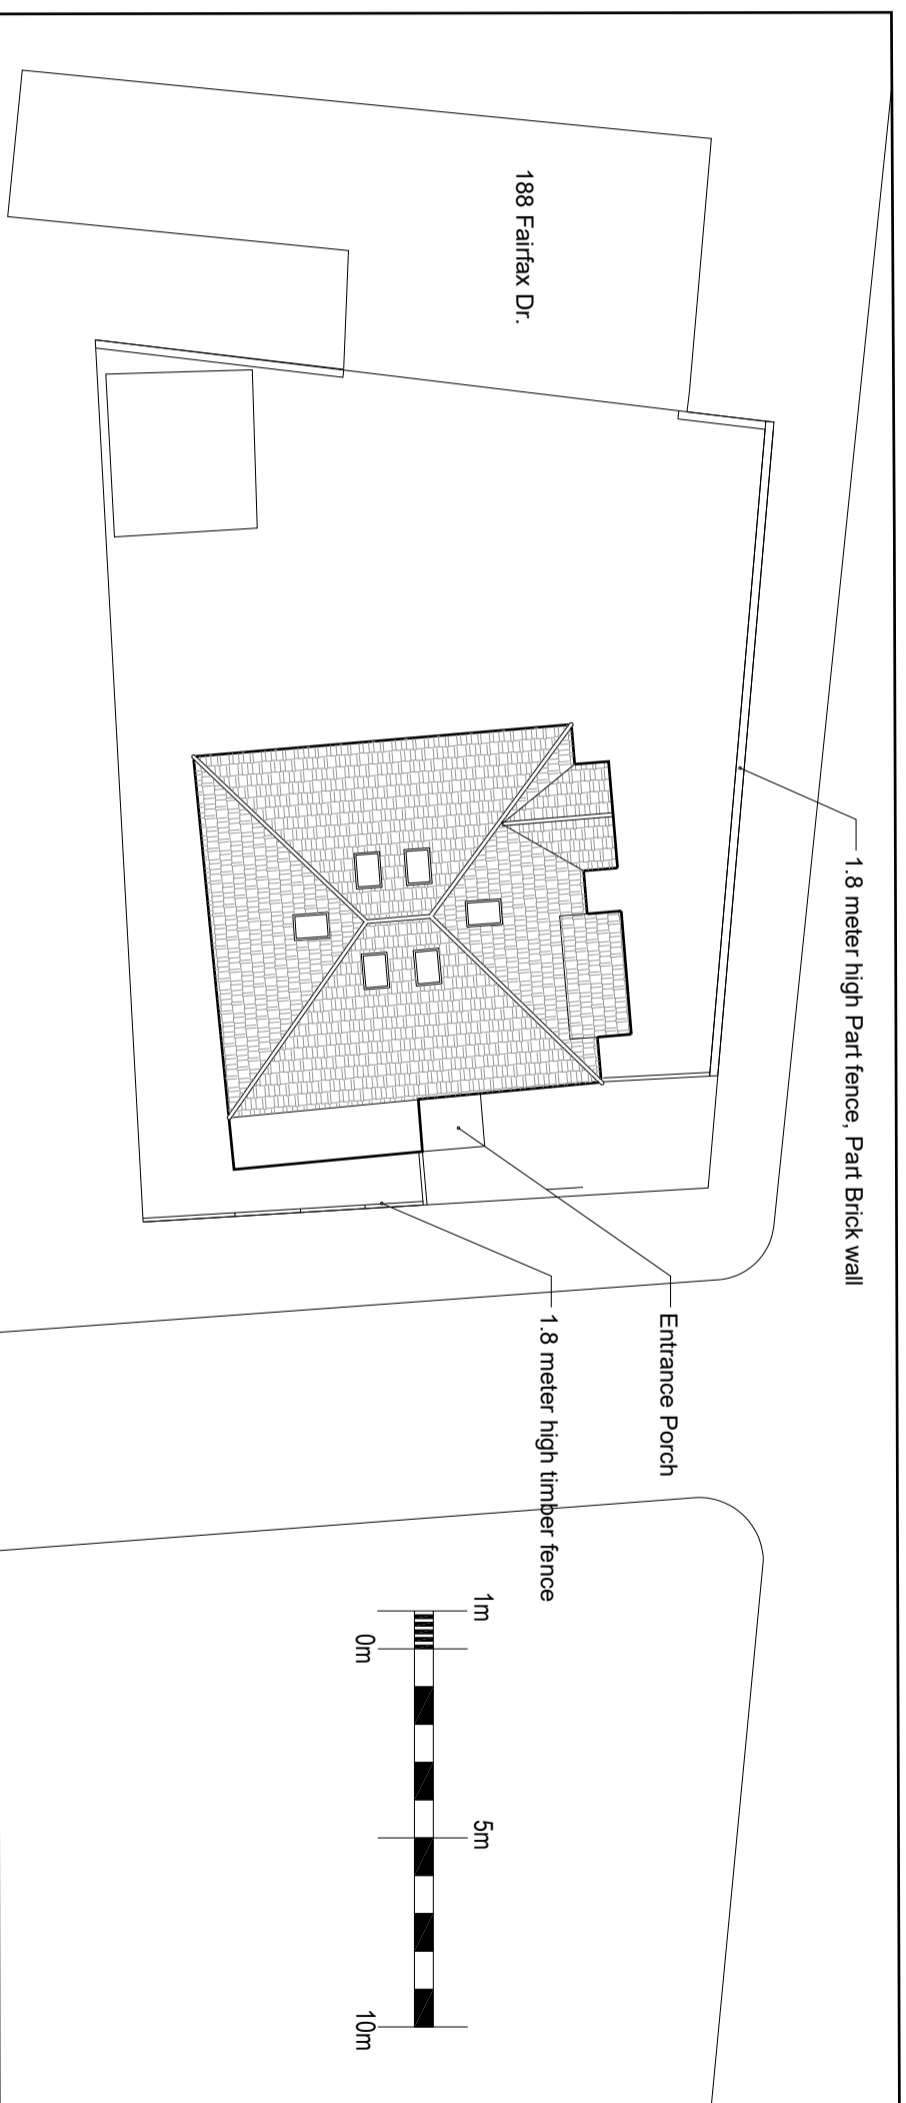 188 Fairfax Dr.
1.8 meter high Part fence, Part Brick wall
Entrance Porch
1.8 meter high timber fence
1m
0m
5m
10m